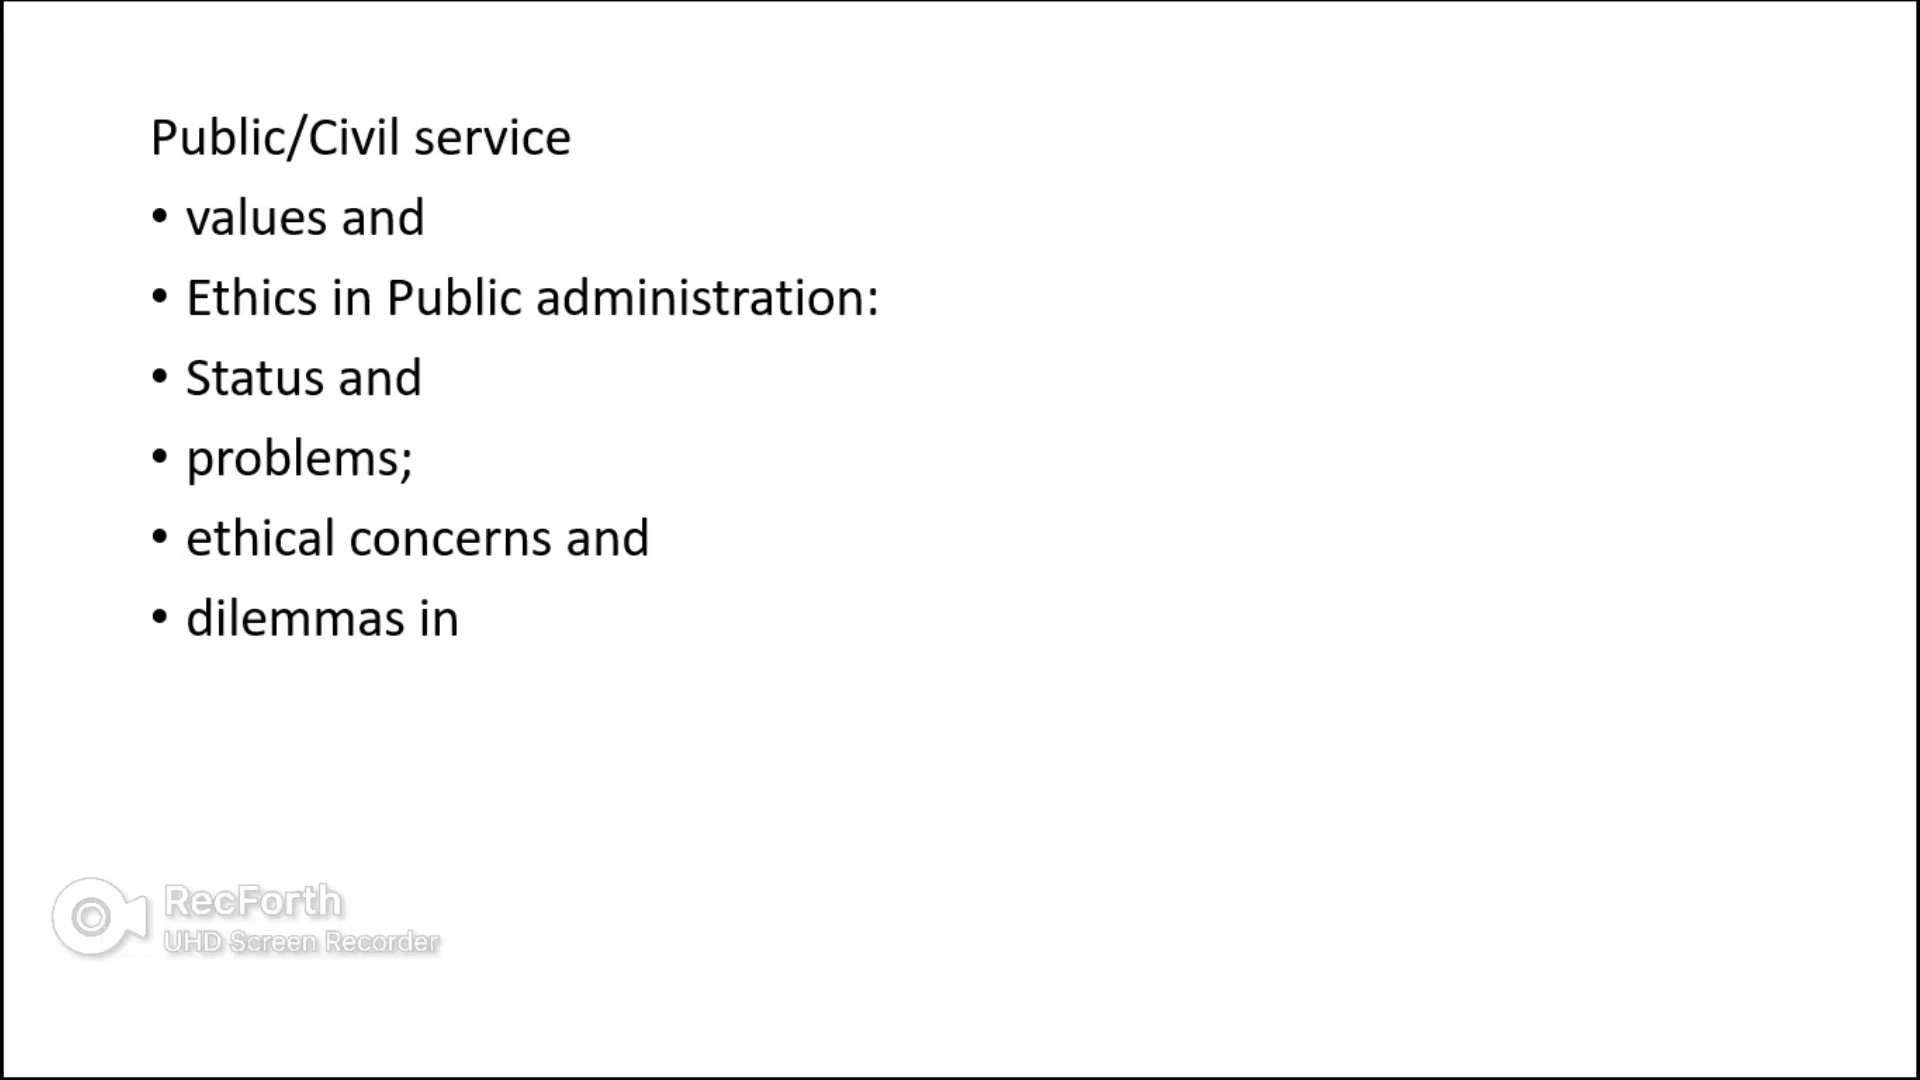 Public/Civil service
• values and
• Ethics in Public administration:
• Status and
• problems;
• ethical concerns and
• dilemmas in
RecForth
UHD Screen Recorder